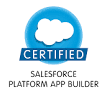 CERTIFIED
SALESFORCE
PLATFORM APP BUILDER